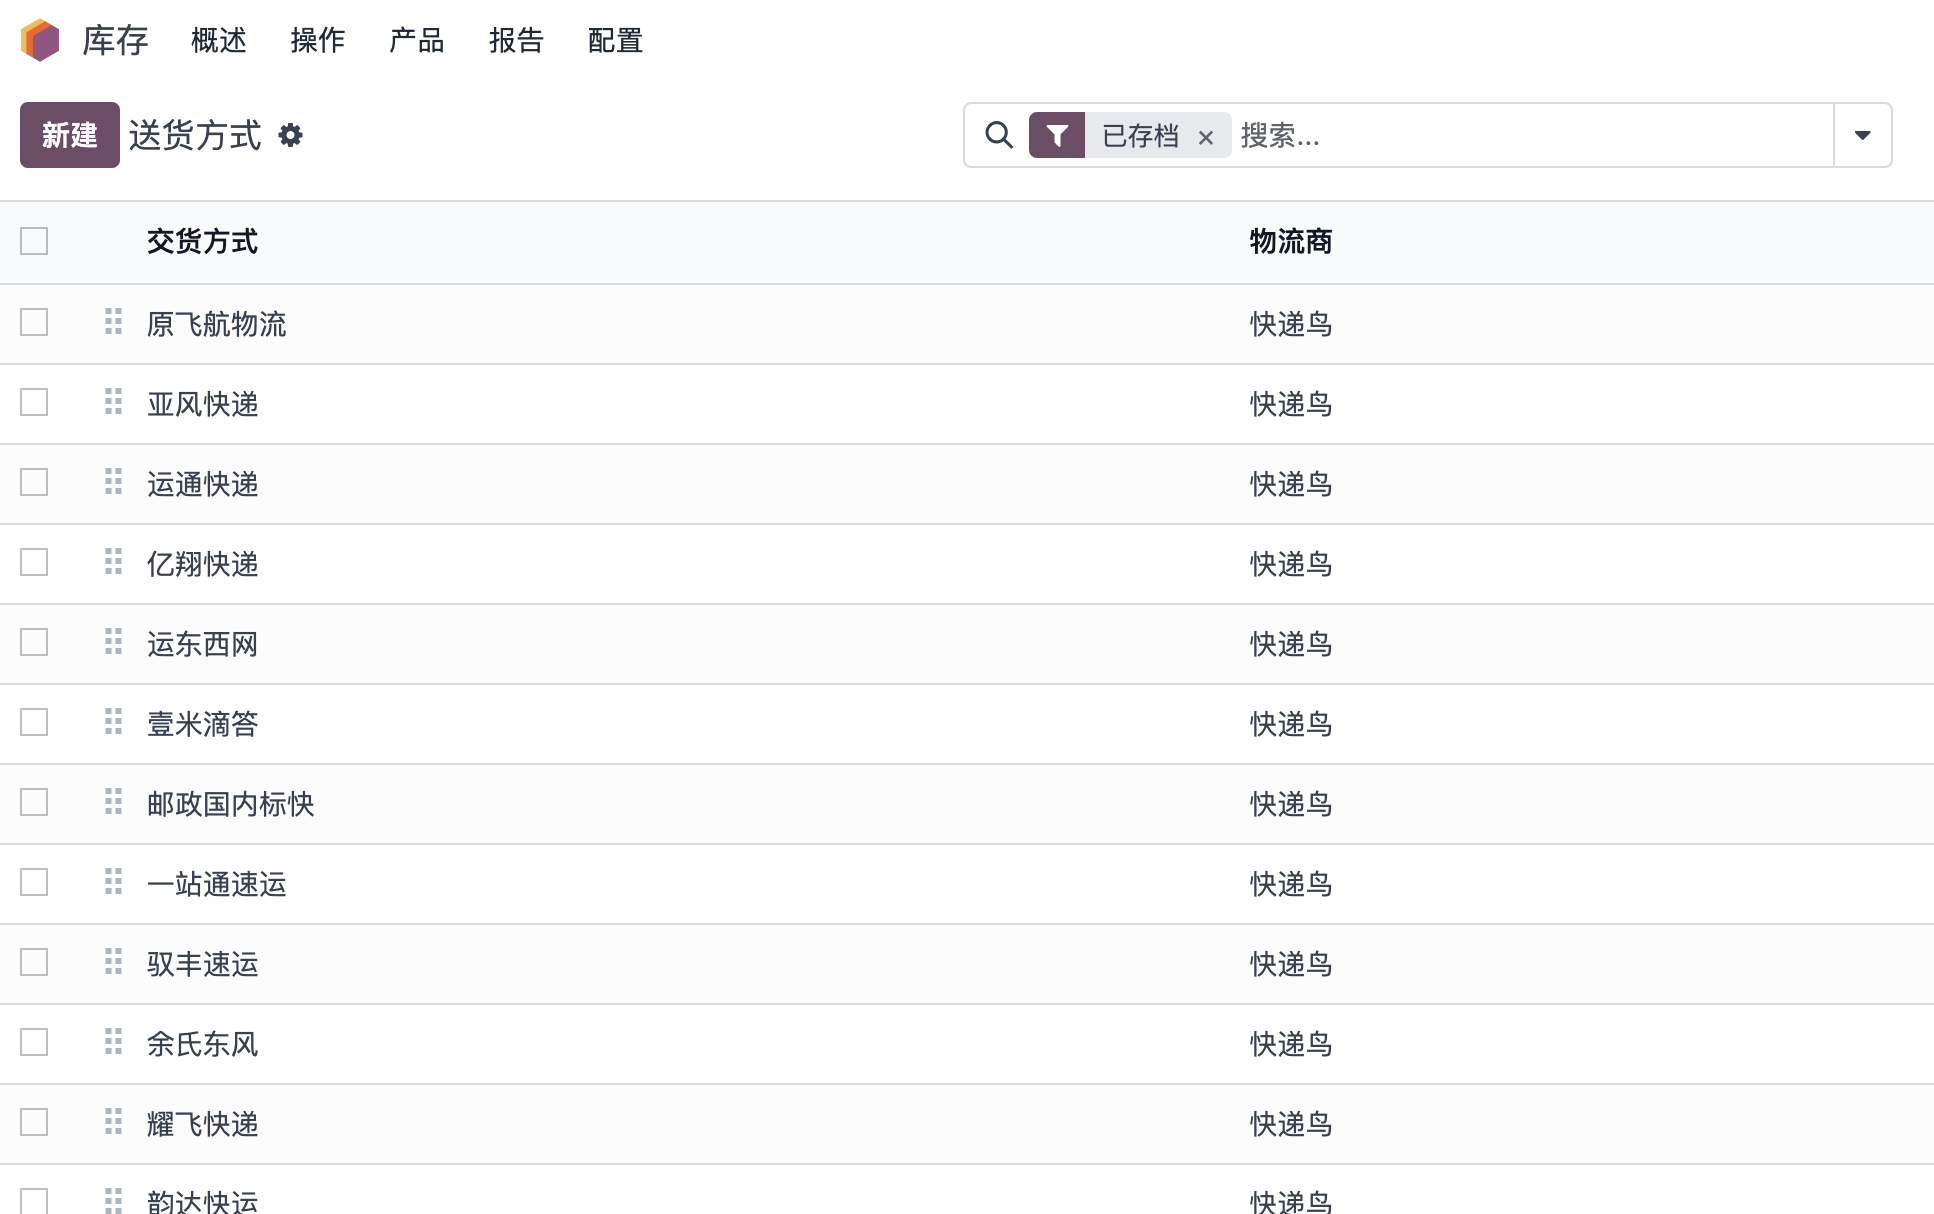 库存 概述 操作 产品 报告 配置
新建 送货方式 已存档 × 搜索...
交货方式 物流商
原飞航物流 快递鸟
亚风快递 快递鸟
运通快递 快递鸟
亿翔快递 快递鸟
运东西网 快递鸟
壹米滴答 快递鸟
邮政国内标快 快递鸟
一站通速运 快递鸟
驭丰速运 快递鸟
余氏东风 快递鸟
耀飞快递 快递鸟
韵达快运 快递鸟